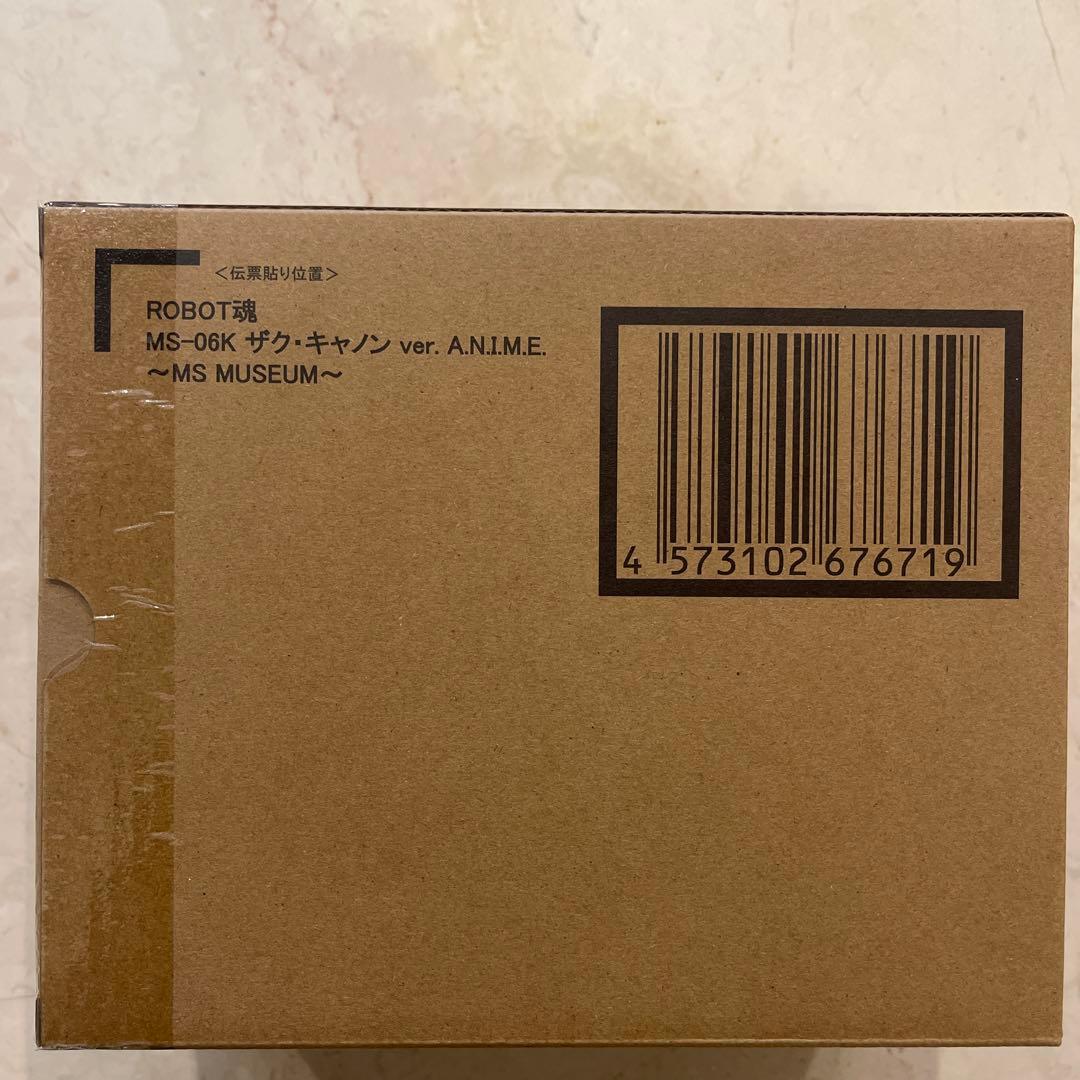 <伝票貼り位置>
ROBOT魂
MS-06K ザク・キャノン ver. A.N.I.M.E.
～MS MUSEUM～
4 573102 676719